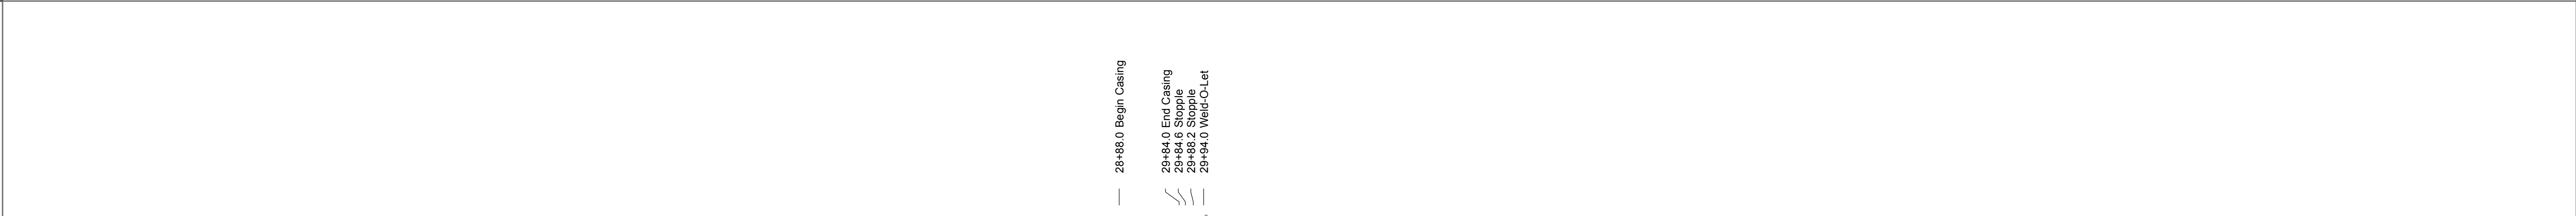 28+88.0 Begin Casing
29+84.0 End Casing
29+84.6 Stopple
29+88.2 Stopple
29+94.0 Weld-O-Let